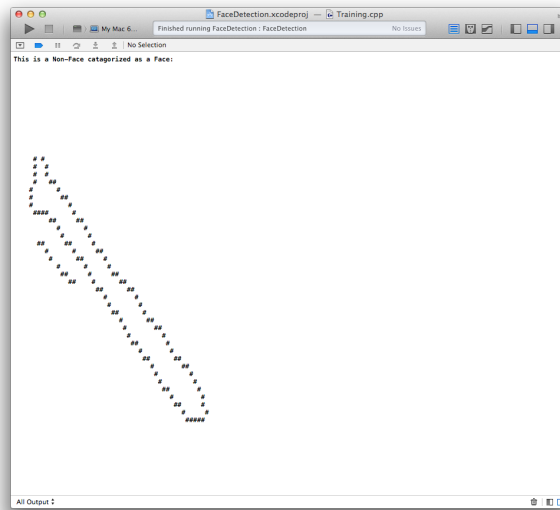 FaceDetection.xcodeproj — Training.cpp
My Mac 6...
Finished running FaceDetection : FaceDetection
No Issues
No Selection
This is a Non-Face catagorized as a Face:
# #
#  #
#  #
#   ##
#      #
#       ##
#         #
####      #
##     ##
#      #
#      #
##     ##     #
#      #     ##
#      ##     #
#      #    #
##     #     ##
##    #      ##
##      ##
#       #
#       #
##      #
#      ##
#       ##
#       #
##       #
#       #
##      ##
#       ##
#        #
#        #
##       #
#       #
##     #
#     #
#####
All Output